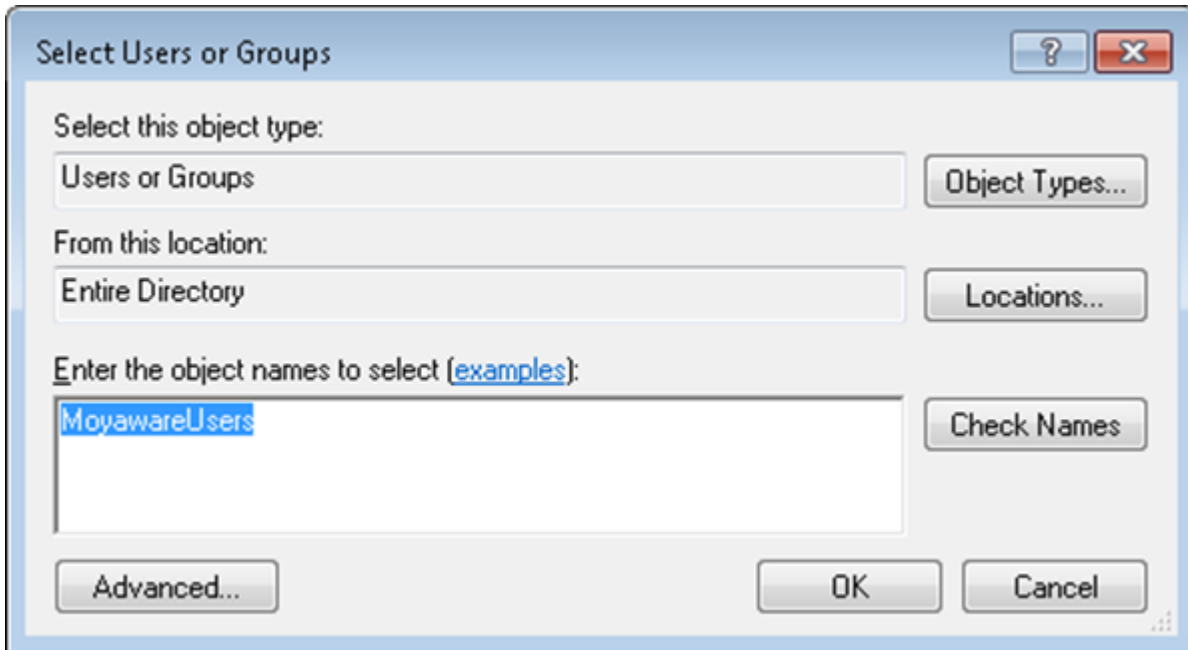 Select Users or Groups
Select this object type:
Users or Groups
Object Types...
From this location:
Entire Directory
Locations...
Enter the object names to select (examples):
MoyawareUsers
Check Names
Advanced...
OK
Cancel